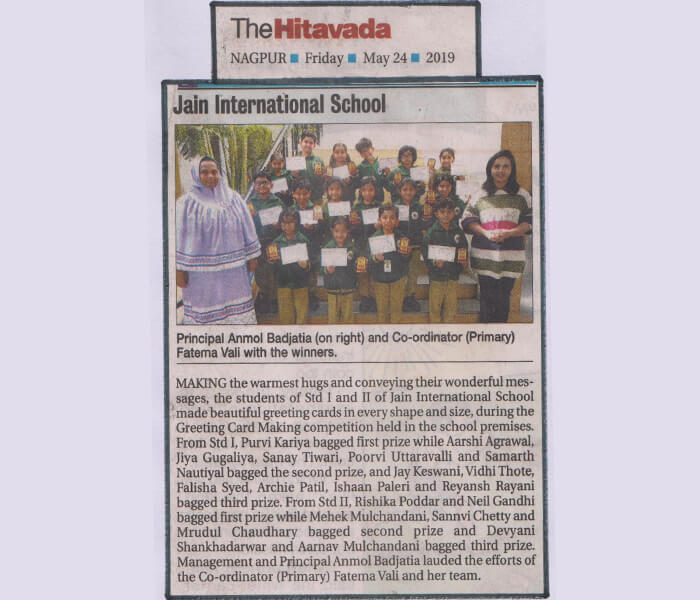 The Hitavada
NAGPUR ■ Friday ■ May 24 ■ 2019
Jain International School
Principal Anmol Badjatia (on right) and Co-ordinator (Primary)
Fatema Vali with the winners.
MAKING the warmest hugs and conveying their wonderful mes-
sages, the students of Std I and II of Jain International School
made beautiful greeting cards in every shape and size, during the
Greeting Card Making competition held in the school premises.
From Std I, Purvi Kariya bagged first prize while Aarshi Agrawal,
Jiya Gugaliya, Sanay Tiwari, Poorvi Uttaravalli and Samarth
Nautiyal bagged the second prize, and Jay Keswani, Vidhi Thote,
Falisha Syed, Archie Patil, Ishaan Paleri and Reyansh Rayani
bagged third prize. From Std II, Rishika Poddar and Neil Gandhi
bagged first prize while Mehek Mulchandani, Sannvi Chetty and
Mrudul Chaudhary bagged second prize and Devyani
Shankhadarwar and Aarnav Mulchandani bagged third prize.
Management and Principal Anmol Badjatia lauded the efforts of
the Co-ordinator (Primary) Fatema Vali and her team.